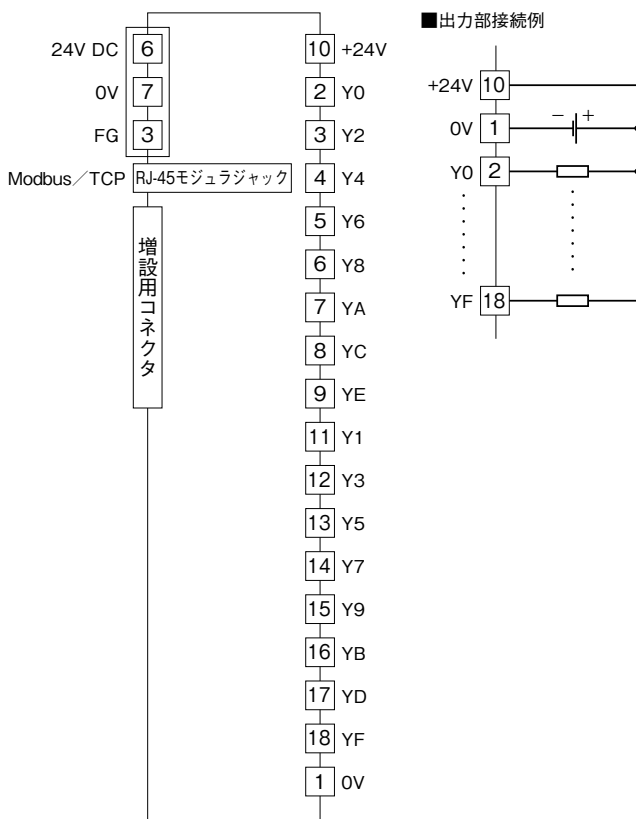 24V DC 6
0V 7
FG 3
Modbus／TCP RJ-45モジュラジャック
増設用コネクタ
10 +24V
2 Y0
3 Y2
4 Y4
5 Y6
6 Y8
7 YA
8 YC
9 YE
11 Y1
12 Y3
13 Y5
14 Y7
15 Y9
16 YB
17 YD
18 YF
1 0V
■出力部接続例
+24V 10
0V 1 − +
Y0 2
YF 18